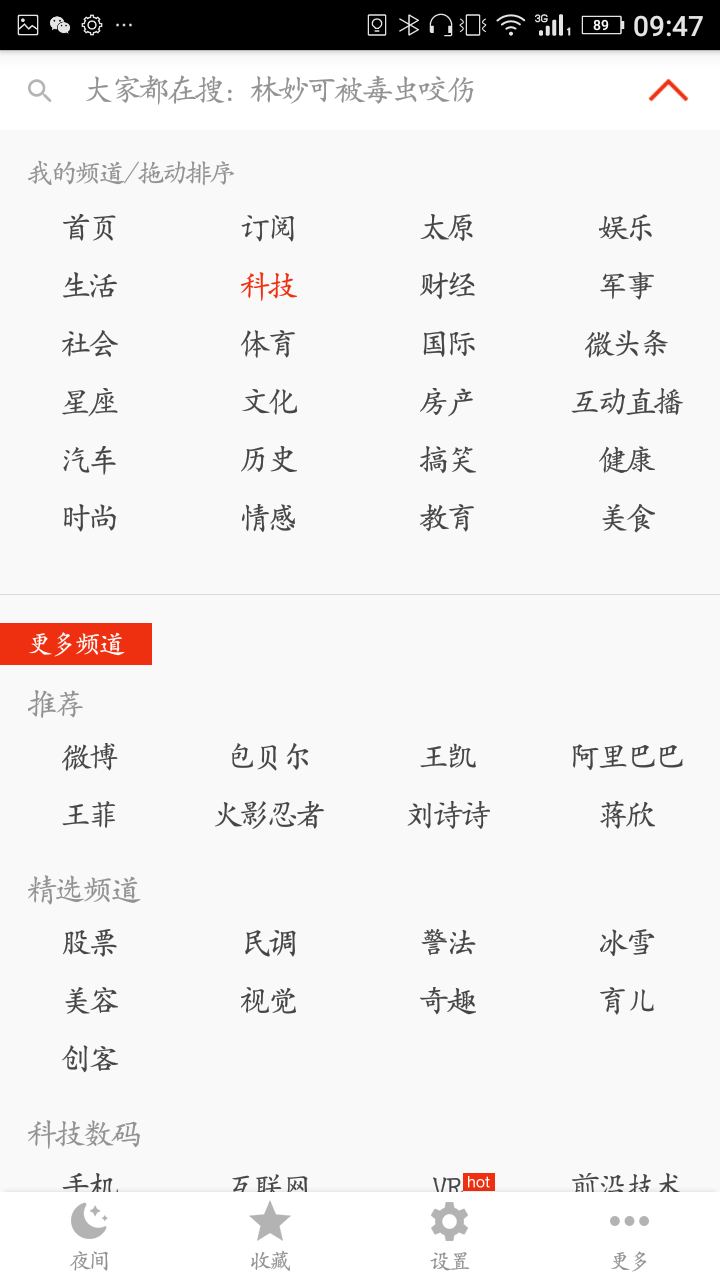 3G 1 89 09:47
大家都在搜：林妙可被毒虫咬伤
我的频道/拖动排序
首页 订阅 太原 娱乐
生活 科技 财经 军事
社会 体育 国际 微头条
星座 文化 房产 互动直播
汽车 历史 搞笑 健康
时尚 情感 教育 美食
更多频道
推荐
微博 包贝尔 王凯 阿里巴巴
王菲 火影忍者 刘诗诗 蒋欣
精选频道
股票 民调 警法 冰雪
美容 视觉 奇趣 育儿
创客
科技数码
手机 互联网 VR hot 前沿技术
夜间 收藏 设置 更多